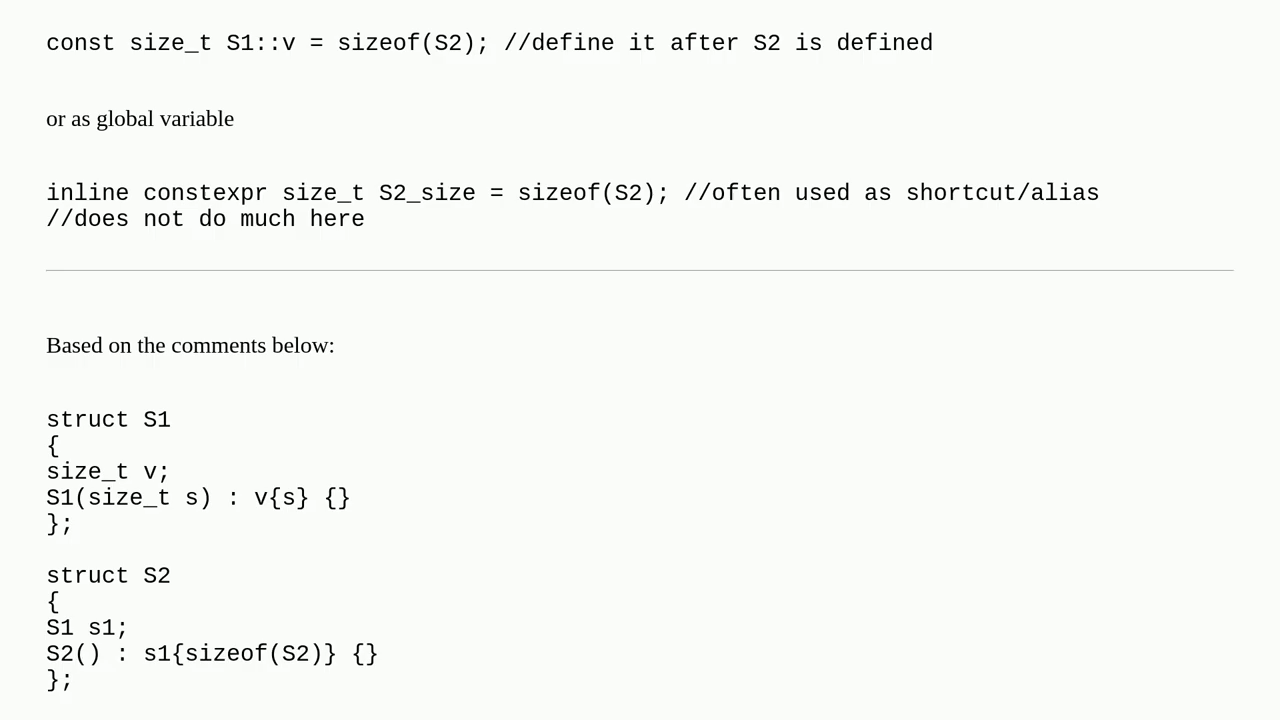 const size_t S1::v = sizeof(S2); //define it after S2 is defined
or as global variable
inline constexpr size_t S2_size = sizeof(S2); //often used as shortcut/alias
//does not do much here
Based on the comments below:
struct S1
{
size_t v;
S1(size_t s) : v{s} {}
};
struct S2
{
S1 s1;
S2() : s1{sizeof(S2)} {}
};